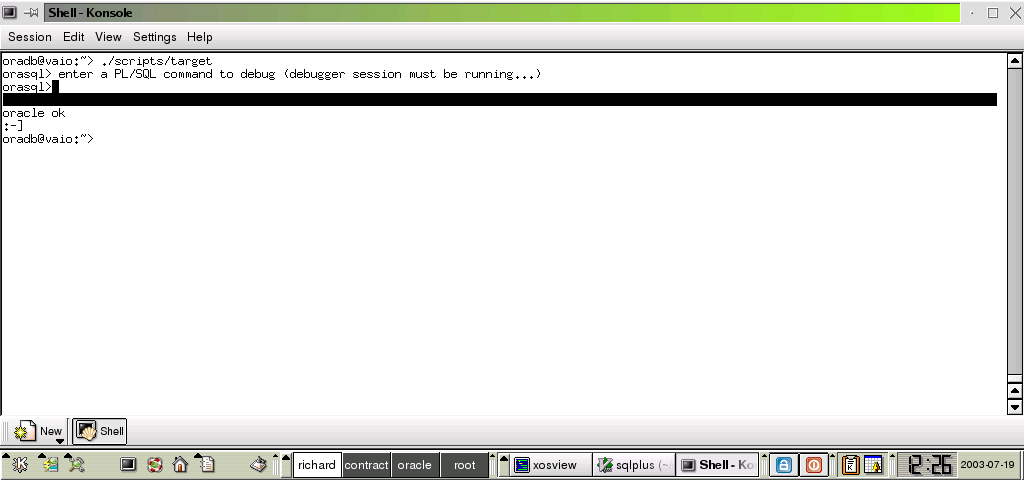 Shell - Konsole
Session Edit View Settings Help
oradb@vaio:~> ./scripts/target
orasql> enter a PL/SQL command to debug (debugger session must be running...)
orasql>
oracle ok
:-]
oradb@vaio:~>
New Shell
richard contract oracle root xosview sqlplus (~ Shell - Ko 2:26 2003-07-19